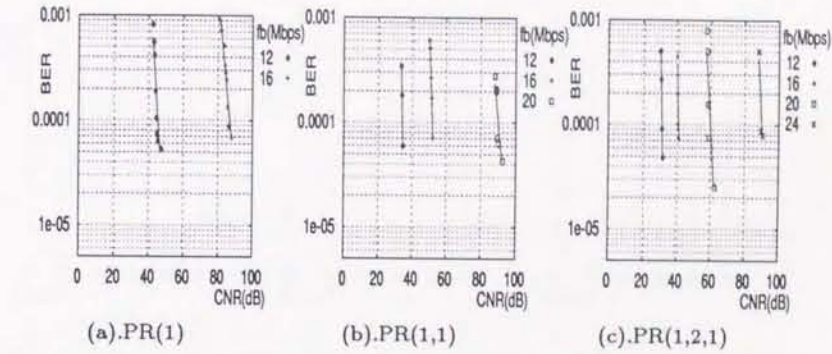 0.001
0.0001
1e-05
BER
0 20 40 60 80 100
CNR(dB)
fb(Mbps)
12
16
(a).PR(1)
0.001
0.0001
1e-05
BER
0 20 40 60 80 100
CNR(dB)
fb(Mbps)
12
16
20
(b).PR(1,1)
0.001
0.0001
1e-05
BER
0 20 40 60 80 100
CNR(dB)
fb(Mbps)
12
16
20
24
(c).PR(1,2,1)